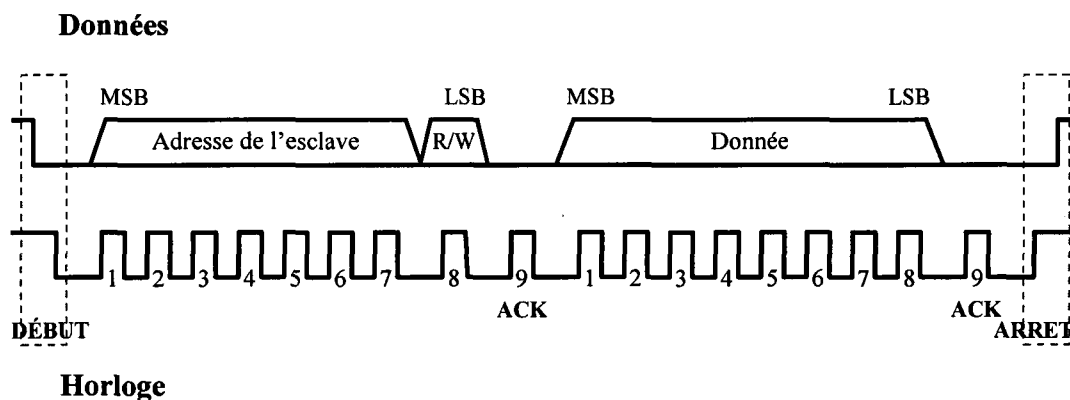 Données
MSB LSB MSB LSB
Adresse de l'esclave R/W Donnée
1 2 3 4 5 6 7 8 9 1 2 3 4 5 6 7 8 9
ACK ACK
DÉBUT ARRET
Horloge